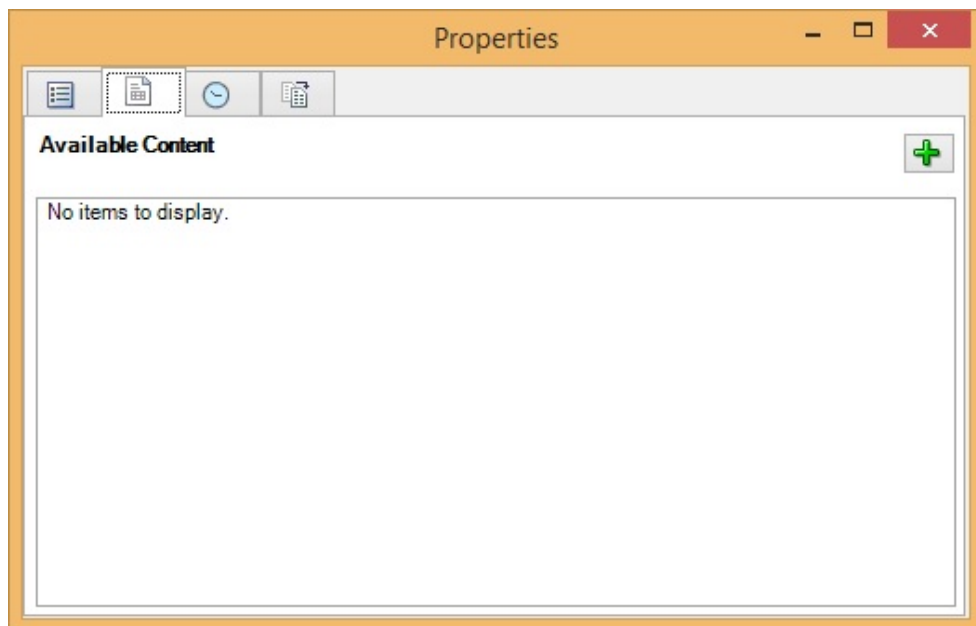 Properties
Available Content
No items to display.